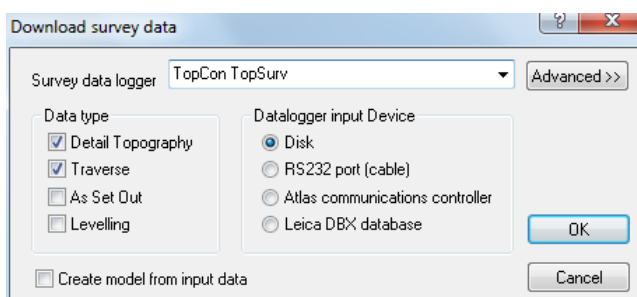 Download survey data
?
X
Survey data logger TopCon TopSurv Advanced >>
Data type
Detail Topography
Traverse
As Set Out
Levelling
Datalogger input Device
Disk
RS232 port (cable)
Atlas communications controller
Leica DBX database
OK
Create model from input data
Cancel